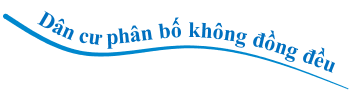 Dân cư phân bố không đồng đều